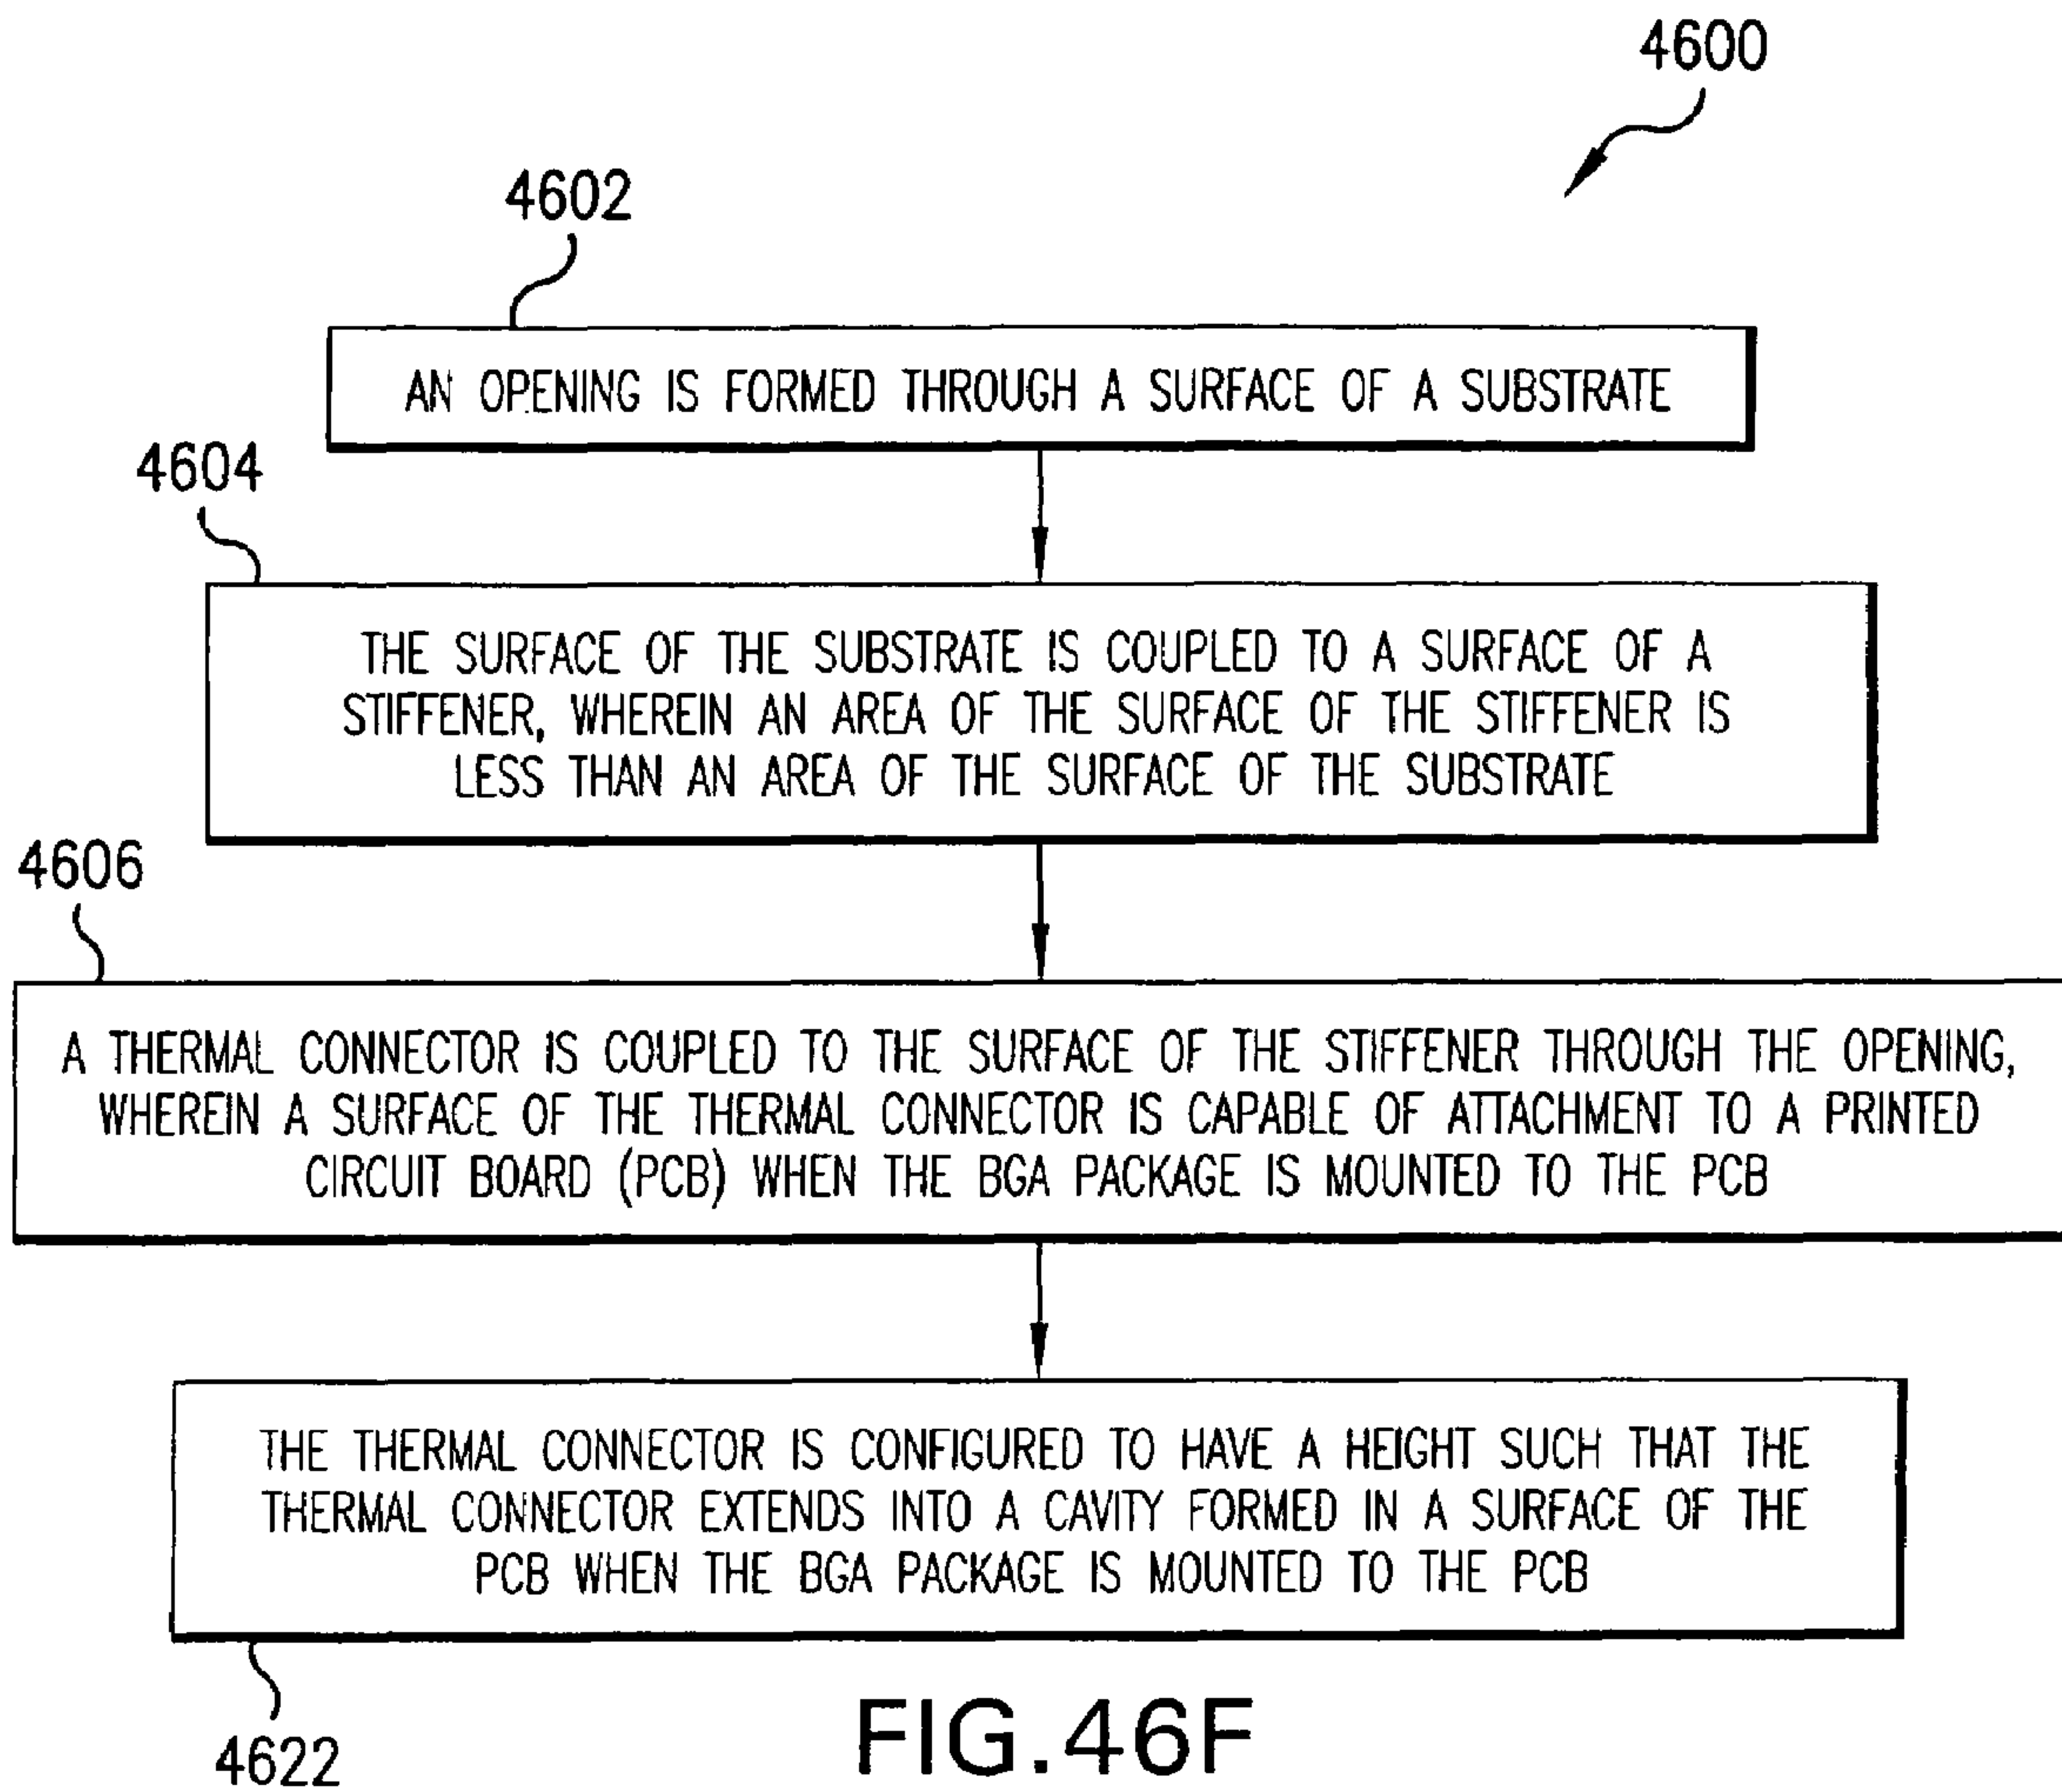 4600
4602
AN OPENING IS FORMED THROUGH A SURFACE OF A SUBSTRATE
4604
THE SURFACE OF THE SUBSTRATE IS COUPLED TO A SURFACE OF A
STIFFENER, WHEREIN AN AREA OF THE SURFACE OF THE STIFFENER IS
LESS THAN AN AREA OF THE SURFACE OF THE SUBSTRATE
4606
A THERMAL CONNECTOR IS COUPLED TO THE SURFACE OF THE STIFFENER THROUGH THE OPENING,
WHEREIN A SURFACE OF THE THERMAL CONNECTOR IS CAPABLE OF ATTACHMENT TO A PRINTED
CIRCUIT BOARD (PCB) WHEN THE BGA PACKAGE IS MOUNTED TO THE PCB
THE THERMAL CONNECTOR IS CONFIGURED TO HAVE A HEIGHT SUCH THAT THE
THERMAL CONNECTOR EXTENDS INTO A CAVITY FORMED IN A SURFACE OF THE
PCB WHEN THE BGA PACKAGE IS MOUNTED TO THE PCB
4622
FIG.46F